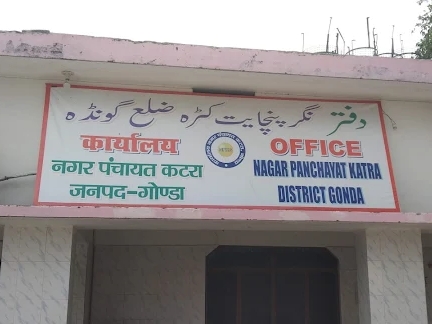 دفتر نگر پنچایت کٹرہ ضلع گونڈہ
कार्यालय
नगर पंचायत कटरा
जनपद-गोण्डा
OFFICE
NAGAR PANCHAYAT KATRA
DISTRICT GONDA